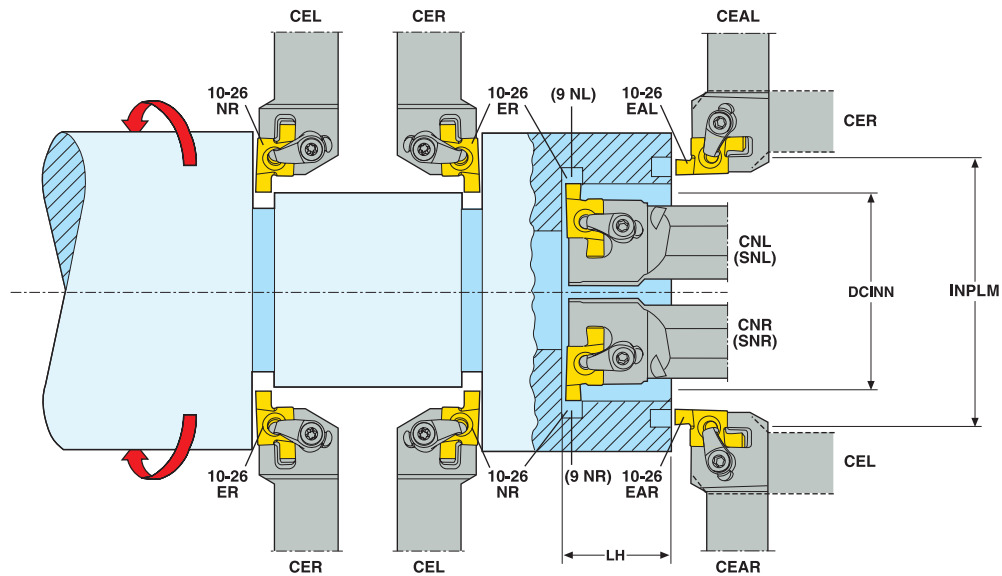 CEL
CER
CEAL
10-26
NR
10-26
ER
(9 NL)
10-26
EAL
CER
CNL
(SNL)
DCINN
INPLM
CNR
(SNR)
10-26
ER
10-26
NR
(9 NR)
10-26
EAR
CEL
LH
CER
CEL
CEAR